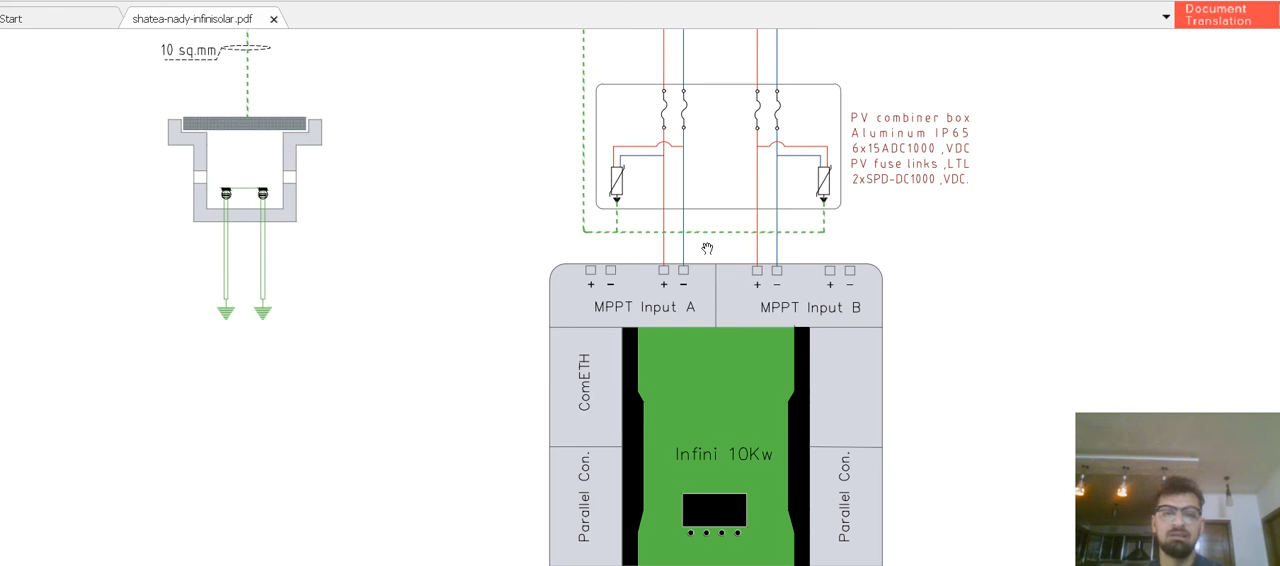 Start
shatea-nady-infinisolar.pdf
Document
Translation
10 sq.mm
PV combiner box
Aluminum IP65
6x15ADC1000 ,VDC
PV fuse links ,LTL
2xSPD-DC1000 ,VDC.
+ - + - + - + -
MPPT Input A
MPPT Input B
ComETH
Infini 10Kw
Parallel Con.
Parallel Con.